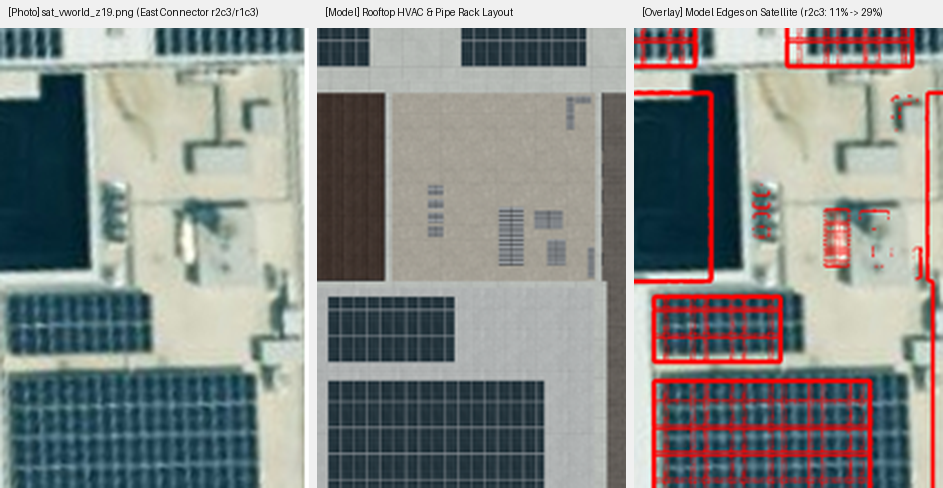 [Photo] sat_vworld_z19.png (East Connector r2c3/r1c3)
[Model] Rooftop HVAC & Pipe Rack Layout
[Overlay] Model Edges on Satellite (r2c3: 11% -> 29%)